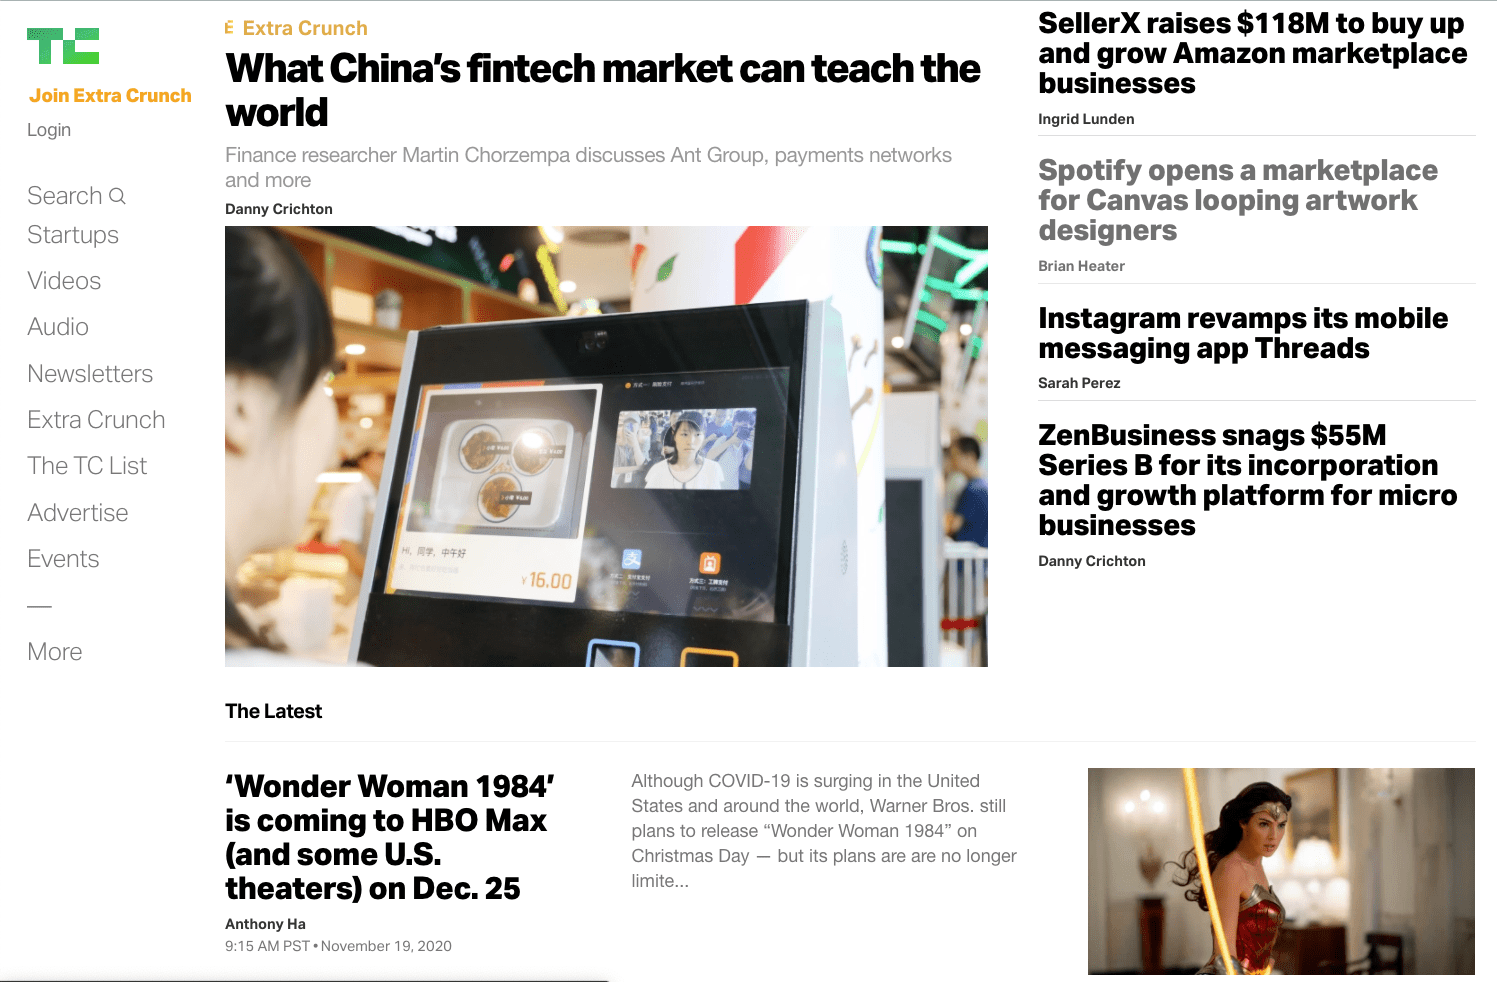 TC
Join Extra Crunch
Login
Search
Startups
Videos
Audio
Newsletters
Extra Crunch
The TC List
Advertise
Events
—
More
Extra Crunch
What China’s fintech market can teach the
world
Finance researcher Martin Chorzempa discusses Ant Group, payments networks
and more
Danny Crichton
Hi, 同学, 中午好
¥16.00
SellerX raises $118M to buy up
and grow Amazon marketplace
businesses
Ingrid Lunden
Spotify opens a marketplace
for Canvas looping artwork
designers
Brian Heater
Instagram revamps its mobile
messaging app Threads
Sarah Perez
ZenBusiness snags $55M
Series B for its incorporation
and growth platform for micro
businesses
Danny Crichton
The Latest
‘Wonder Woman 1984’
is coming to HBO Max
(and some U.S.
theaters) on Dec. 25
Anthony Ha
9:15 AM PST • November 19, 2020
Although COVID-19 is surging in the United
States and around the world, Warner Bros. still
plans to release “Wonder Woman 1984” on
Christmas Day — but its plans are are no longer
limite...